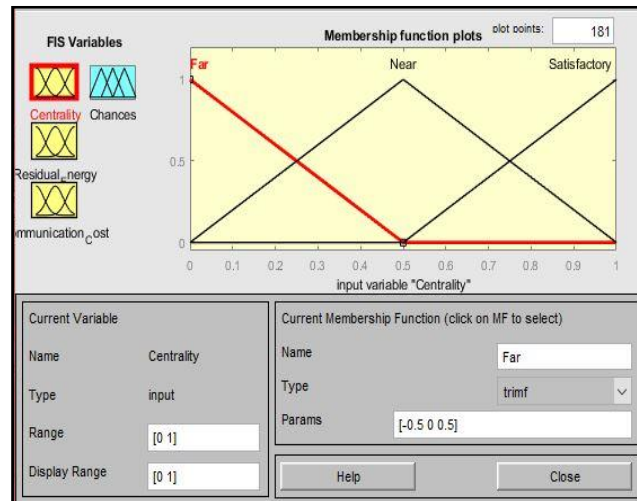 FIS Variables
Membership function plots
plot points:
181
Far
Near
Satisfactory
Centrality
Chances
Residual_Energy
mmunication_Cost
1
0.5
0
0
0.1
0.2
0.3
0.4
0.5
0.6
0.7
0.8
0.9
1
input variable "Centrality"
Current Variable
Name
Centrality
Type
input
Range
[0 1]
Display Range
[0 1]
Current Membership Function (click on MF to select)
Name
Far
Type
trimf
Params
[-0.5 0 0.5]
Help
Close